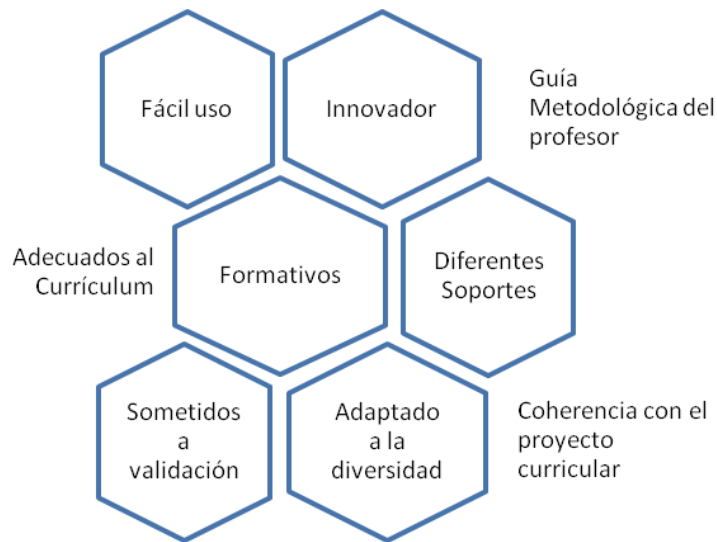 Fácil uso
Innovador
Guía
Metodológica del
profesor
Adecuados al
Currículum
Formativos
Diferentes
Soportes
Sometidos
a
validación
Adaptado
a la
diversidad
Coherencia con el
proyecto
curricular